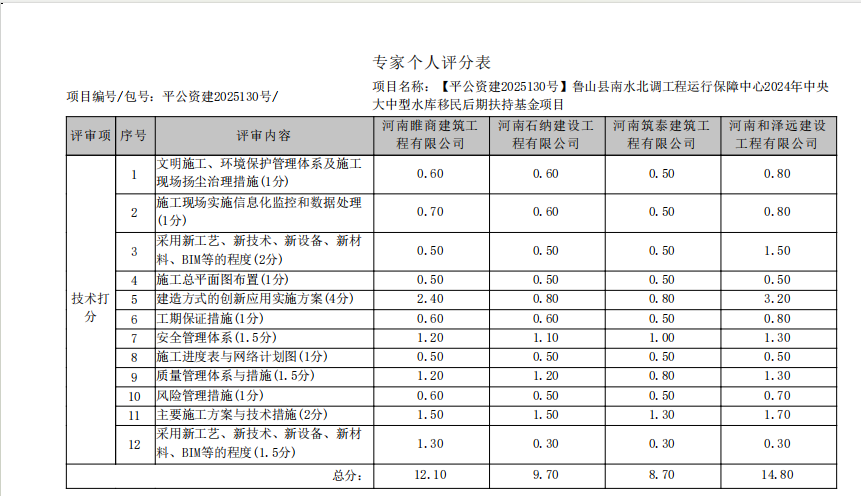 专家个人评分表
项目编号/包号: 平公资建2025130号/
项目名称: 【平公资建2025130号】鲁山县南水北调工程运行保障中心2024年中央
大中型水库移民后期扶持基金项目
评审项 序号 评审内容 河南睢商建筑工 河南石纳建设工 河南筑泰建筑工 河南和泽远建设
程有限公司 程有限公司 程有限公司 工程有限公司
技术打
分
1 文明施工、环境保护管理体系及施工
现场扬尘治理措施(1分) 0.60 0.60 0.50 0.80
2 施工现场实施信息化监控和数据处理
(1分) 0.70 0.60 0.50 0.80
3 采用新工艺、新技术、新设备、新材
料、BIM等的程度(2分) 0.50 0.50 0.50 1.50
4 施工总平面图布置(1分) 0.50 0.50 0.50 0.50
5 建造方式的创新应用实施方案(4分) 2.40 0.80 0.80 3.20
6 工期保证措施(1分) 0.60 0.60 0.50 0.80
7 安全管理体系(1.5分) 1.20 1.10 1.00 1.30
8 施工进度表与网络计划图(1分) 0.50 0.50 0.50 0.50
9 质量管理体系与措施(1.5分) 1.20 1.20 0.80 1.30
10 风险管理措施(1分) 0.60 0.50 0.50 0.70
11 主要施工方案与技术措施(2分) 1.50 1.50 1.30 1.70
12 采用新工艺、新技术、新设备、新材
料、BIM等的程度(1.5分) 1.30 0.30 0.30 0.30
总分: 12.10 9.70 8.70 14.80